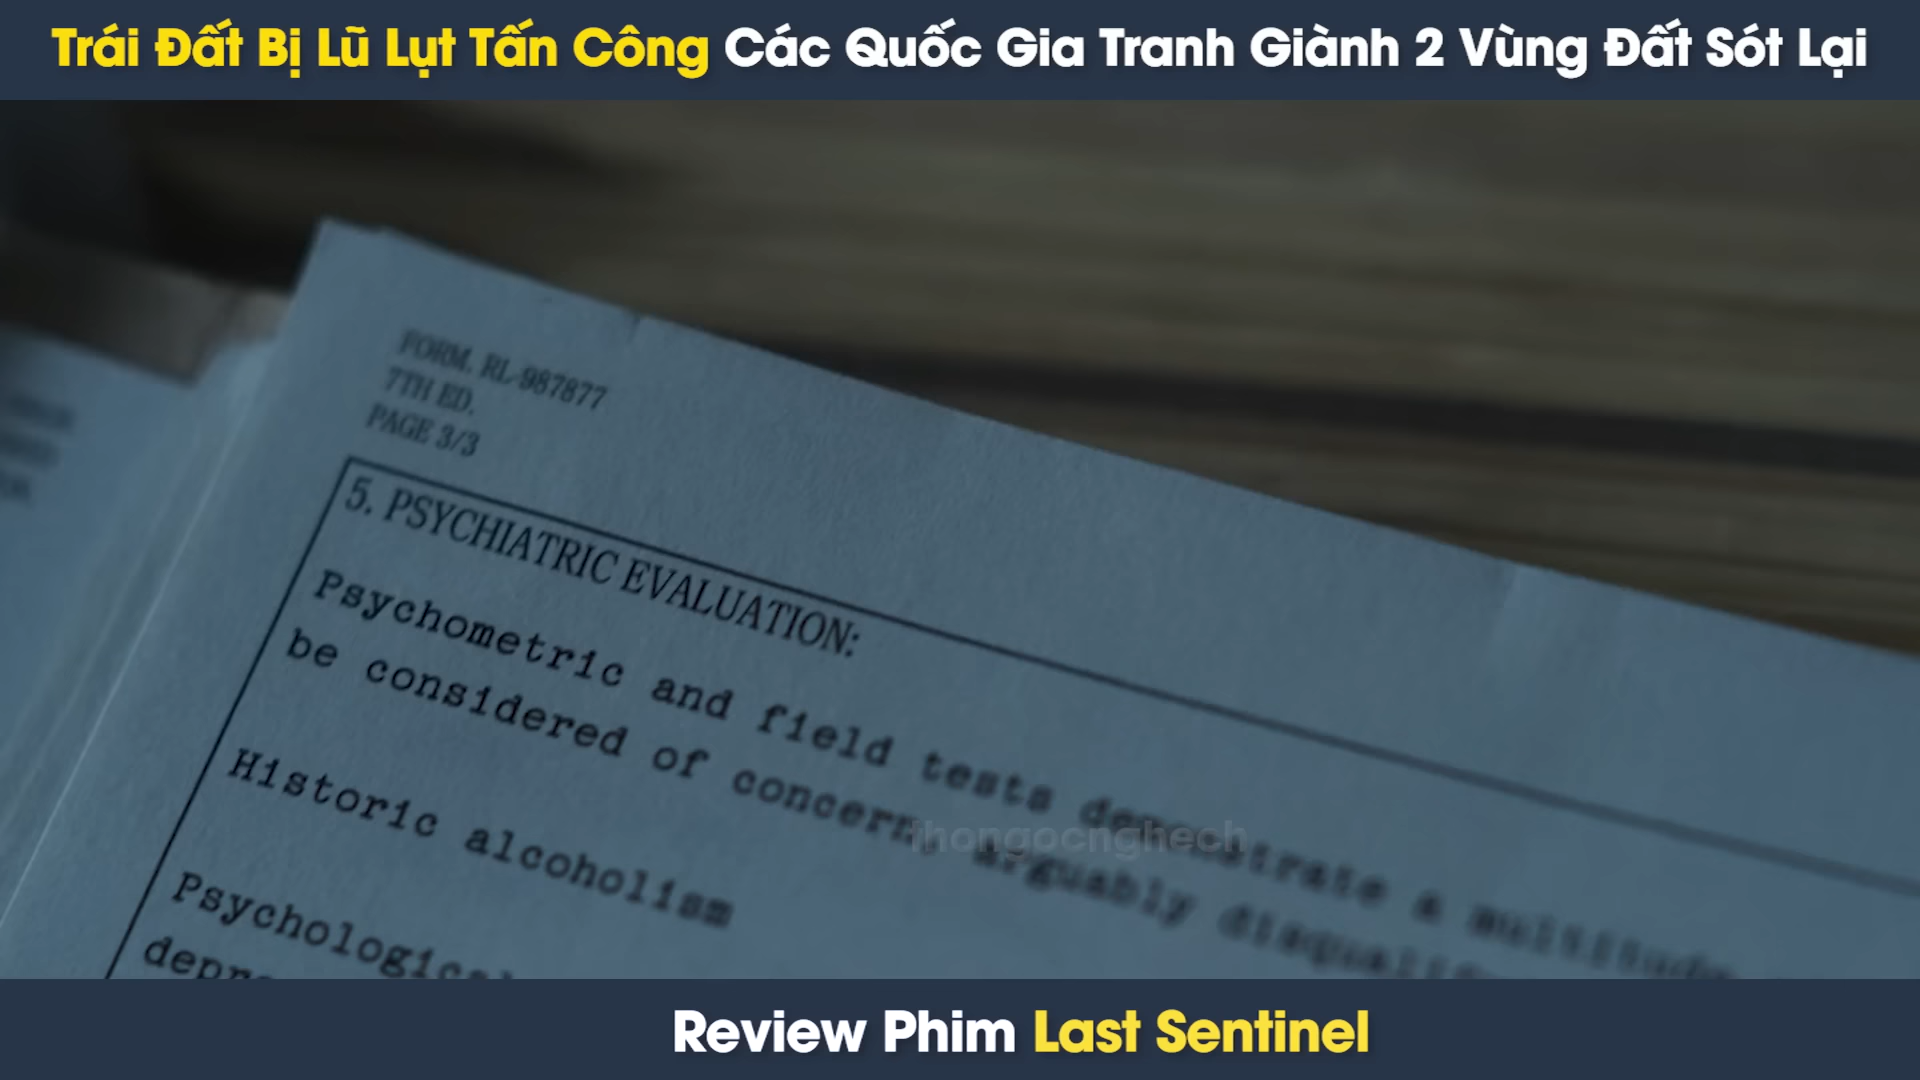 Trái Đất Bị Lũ Lụt Tấn Công Các Quốc Gia Tranh Giành 2 Vùng Đất Sót Lại
FORM. RL-987877
7TH ED.
PAGE 3/3
5. PSYCHIATRIC EVALUATION:
Psychometric and field tests demonstrate a multitude
be considered of concern, arguably
Historic alcoholism
Psychological
thongocnghech
Review Phim Last Sentinel